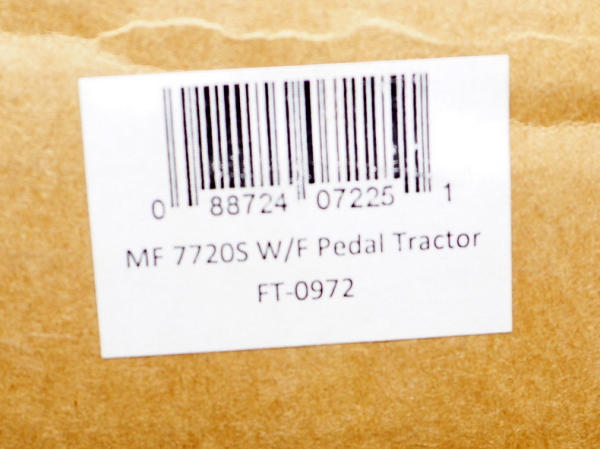 0 88724 07225 1
MF 7720S W/F Pedal Tractor
FT-0972